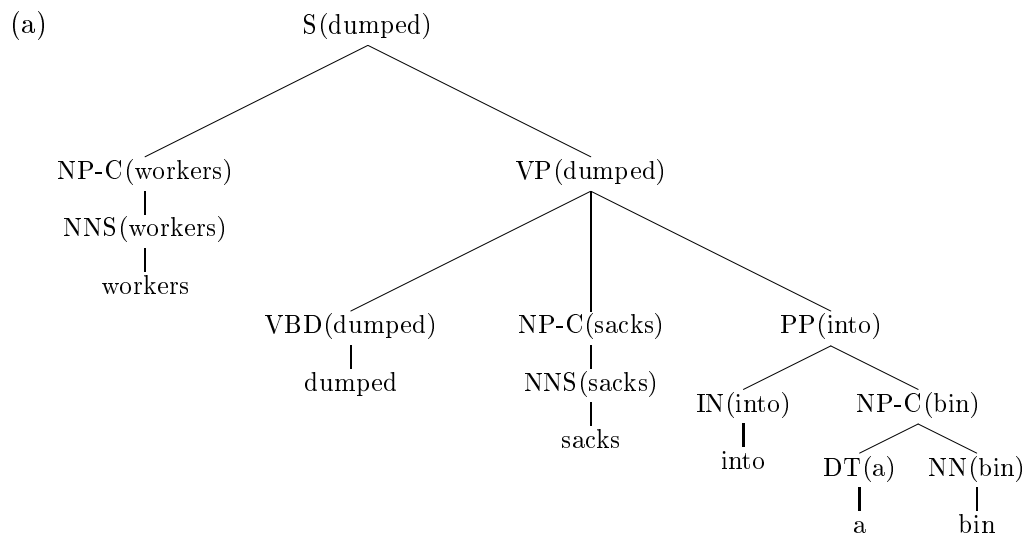 (a) S(dumped)
NP-C(workers) VP(dumped)
NNS(workers)
workers
VBD(dumped) NP-C(sacks) PP(into)
dumped NNS(sacks)
IN(into) NP-C(bin)
sacks
into DT(a) NN(bin)
a bin